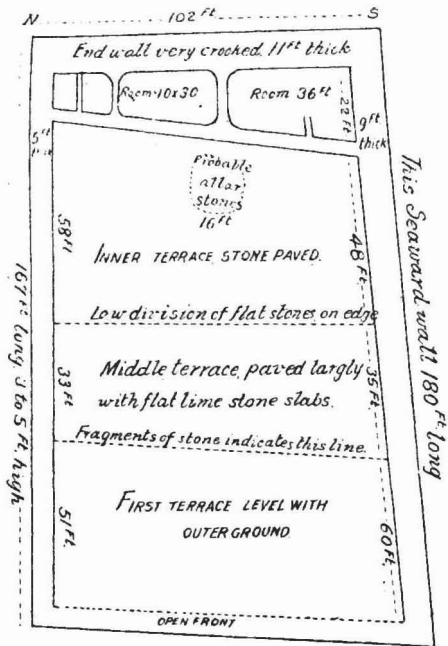 N 102 Ft S
End wall very crooked. 11 Ft thick
Room 10x30
Room 36 Ft
22 Ft
9 Ft
thick
5 Ft
Probable
altar
stones
16 Ft
58 Ft
48 Ft
INNER TERRACE STONE PAVED.
Low division of flat stones on edge
33 Ft
35 Ft
Middle terrace, paved largely
with flat lime stone slabs.
Fragments of stone indicates this line.
51 Ft.
60 Ft.
FIRST TERRACE LEVEL WITH
OUTER GROUND.
OPEN FRONT
167 Ft long 3 to 5 Ft. high
This Seaward wall 180 Ft. long